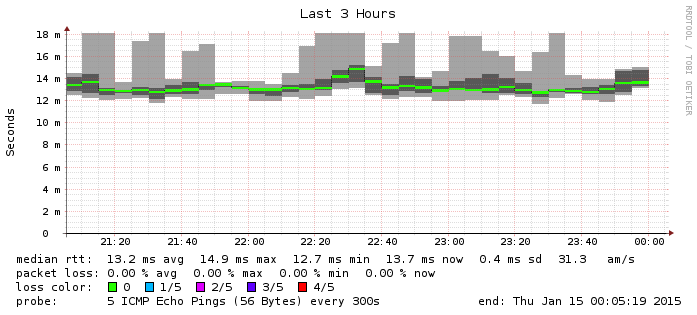 Last 3 Hours
RRDTOOL / TOBI OETIKER
Seconds
18 m
16 m
14 m
12 m
10 m
8 m
6 m
4 m
2 m
0
21:20 21:40 22:00 22:20 22:40 23:00 23:20 23:40 00:00
median rtt: 13.2 ms avg 14.9 ms max 12.7 ms min 13.7 ms now 0.4 ms sd 31.3 am/s
packet loss: 0.00 % avg 0.00 % max 0.00 % min 0.00 % now
loss color: 0 1/5 2/5 3/5 4/5
probe: 5 ICMP Echo Pings (56 Bytes) every 300s end: Thu Jan 15 00:05:19 2015